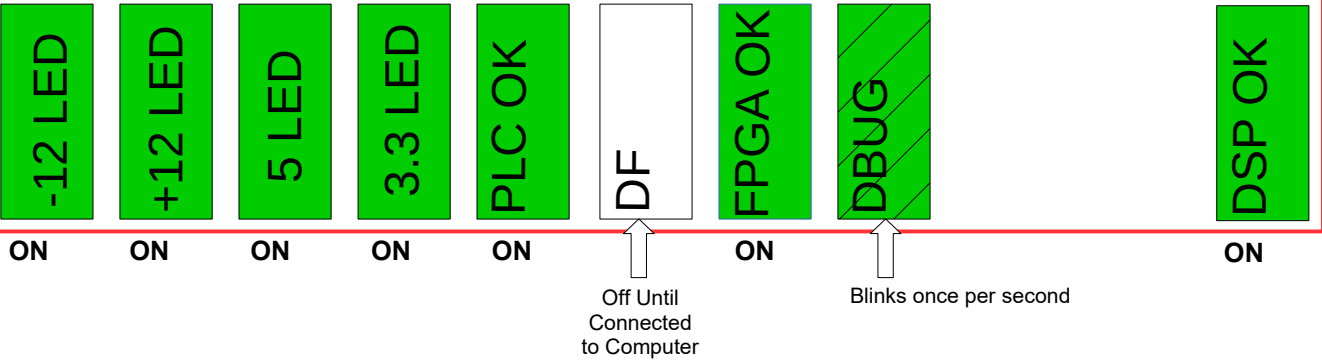 -12 LED
+12 LED
5 LED
3.3 LED
PLC OK
DF
FPGA OK
DBUG
DSP OK
ON
ON
ON
ON
ON
ON
ON
Off Until
Connected
to Computer
Blinks once per second